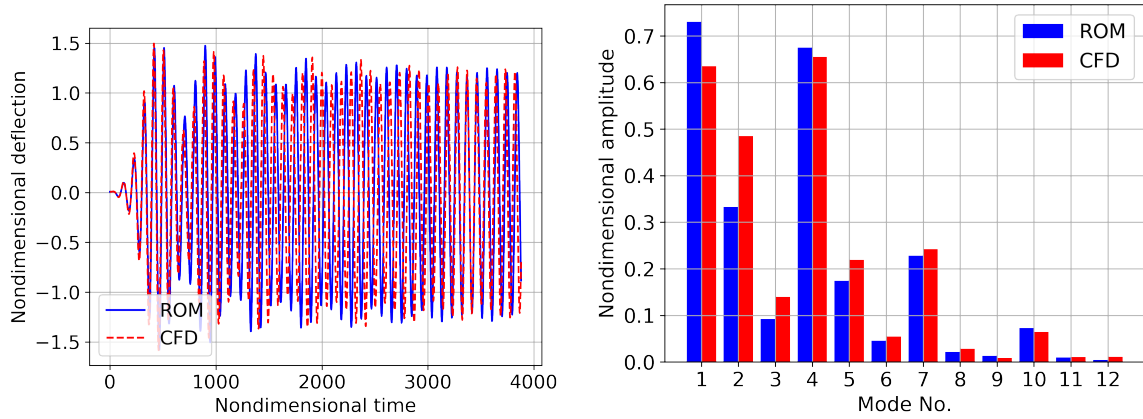 1.5
1.0
0.5
0.0
−0.5
−1.0
−1.5
Nondimensional deflection
ROM
CFD
0 1000 2000 3000 4000
Nondimensional time
0.7
0.6
0.5
0.4
0.3
0.2
0.1
0.0
Nondimensional amplitude
ROM
CFD
1 2 3 4 5 6 7 8 9 10 11 12
Mode No.